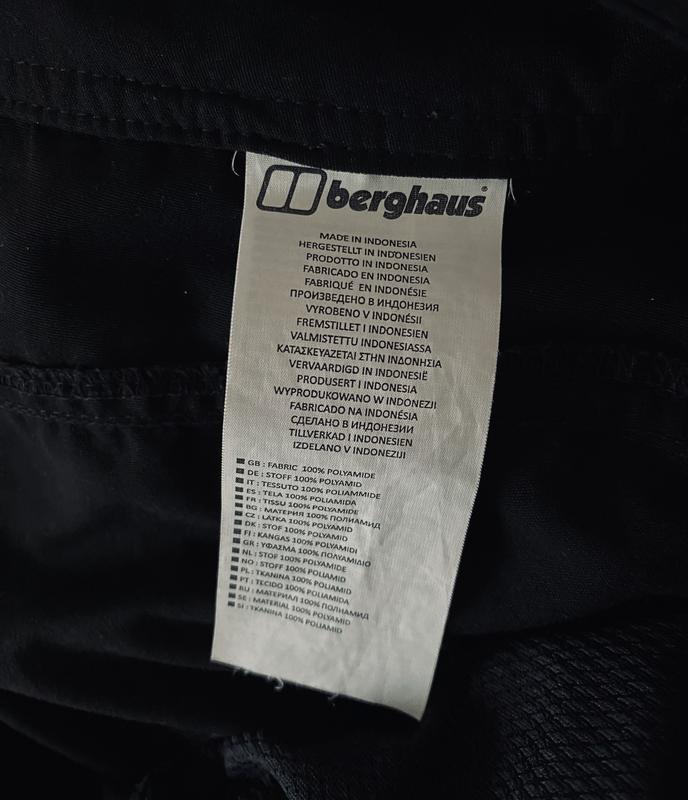 berghaus®
MADE IN INDONESIA
HERGESTELLT IN INDONESIEN
PRODOTTO IN INDONESIA
FABRICADO EN INDONESIA
FABRIQUÉ EN INDONÉSIE
ПРОИЗВЕДЕНО В ИНДОНЕЗИЯ
VYROBENO V INDONÉSII
FREMSTILLET I INDONESIEN
VALMISTETTU INDONESIASSA
ΚΑΤΑΣΚΕΥΑΖΕΤΑΙ ΣΤΗΝ ΙΝΔΟΝΗΣΙΑ
VERVAARDIGD IN INDONESIË
PRODUSERT I INDONESIA
WYPRODUKOWANO W INDONEZJI
FABRICADO NA INDONÉSIA
СДЕЛАНО В ИНДОНЕЗИИ
TILLVERKAD I INDONESIEN
IZDELANO V INDONEZIJI
GB : FABRIC 100% POLYAMIDE
DE : STOFF 100% POLYAMID
IT : TESSUTO 100% POLIAMMIDE
ES : TELA 100% POLIAMIDA
FR : TISSU 100% POLYAMIDE
BG : МАТЕРИЯ 100% ПОЛИАМИД
CZ : LÁTKA 100% POLYAMID
DK : STOF 100% POLYAMID
FI : KANGAS 100% POLYAMIDI
GR : ΥΦΑΣΜΑ 100% ΠΟΛΥΑΜΙΔΙΟ
NL : STOF 100% POLYAMIDE
NO : STOFF 100% POLYAMID
PL : TKANINA 100% POLIAMID
PT : TECIDO 100% POLIAMIDA
RU : МАТЕРИАЛ 100% ПОЛИАМИД
SE : MATERIAL 100% POLYAMID
SI : TKANINA 100% POLIAMID